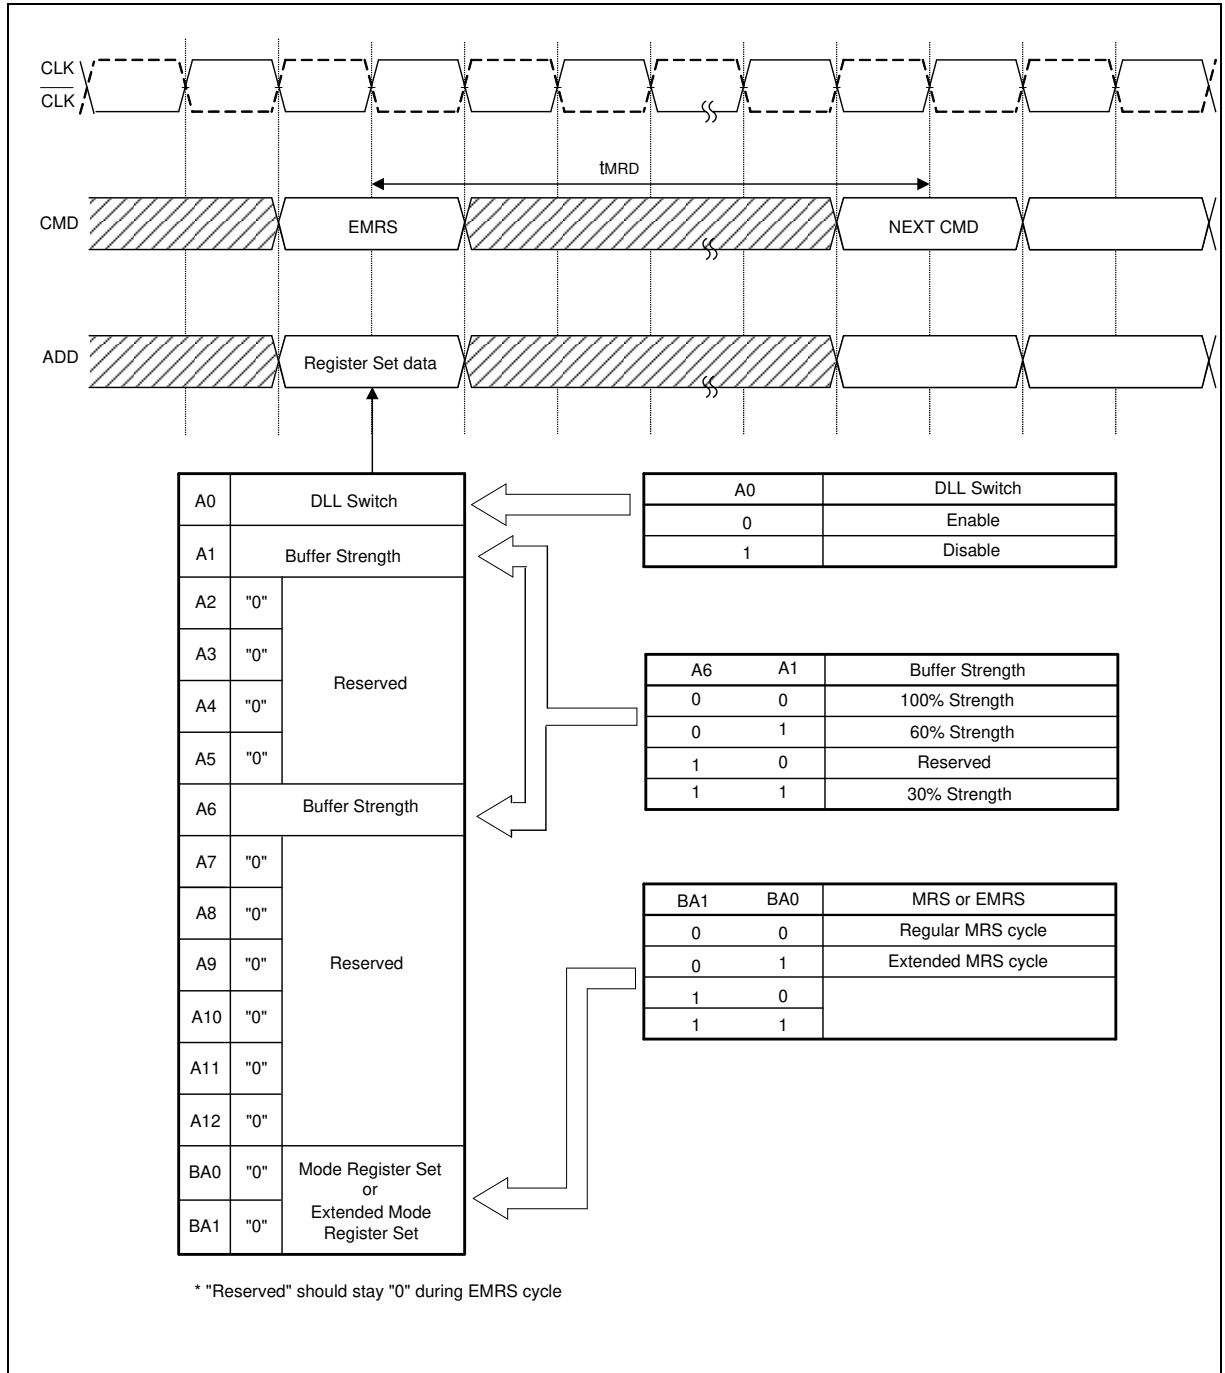 CLK
CLK
tMRD
CMD
EMRS
NEXT CMD
ADD
Register Set data
A0 DLL Switch
A1 Buffer Strength
A2 "0"
A3 "0"
Reserved
A4 "0"
A5 "0"
A6 Buffer Strength
A7 "0"
A8 "0"
A9 "0" Reserved
A10 "0"
A11 "0"
A12 "0"
BA0 "0"
BA1 "0"
Mode Register Set
or
Extended Mode
Register Set
A0 DLL Switch
0 Enable
1 Disable
A6 A1 Buffer Strength
0 0 100% Strength
0 1 60% Strength
1 0 Reserved
1 1 30% Strength
BA1 BA0 MRS or EMRS
0 0 Regular MRS cycle
0 1 Extended MRS cycle
1 0
1 1
* "Reserved" should stay "0" during EMRS cycle